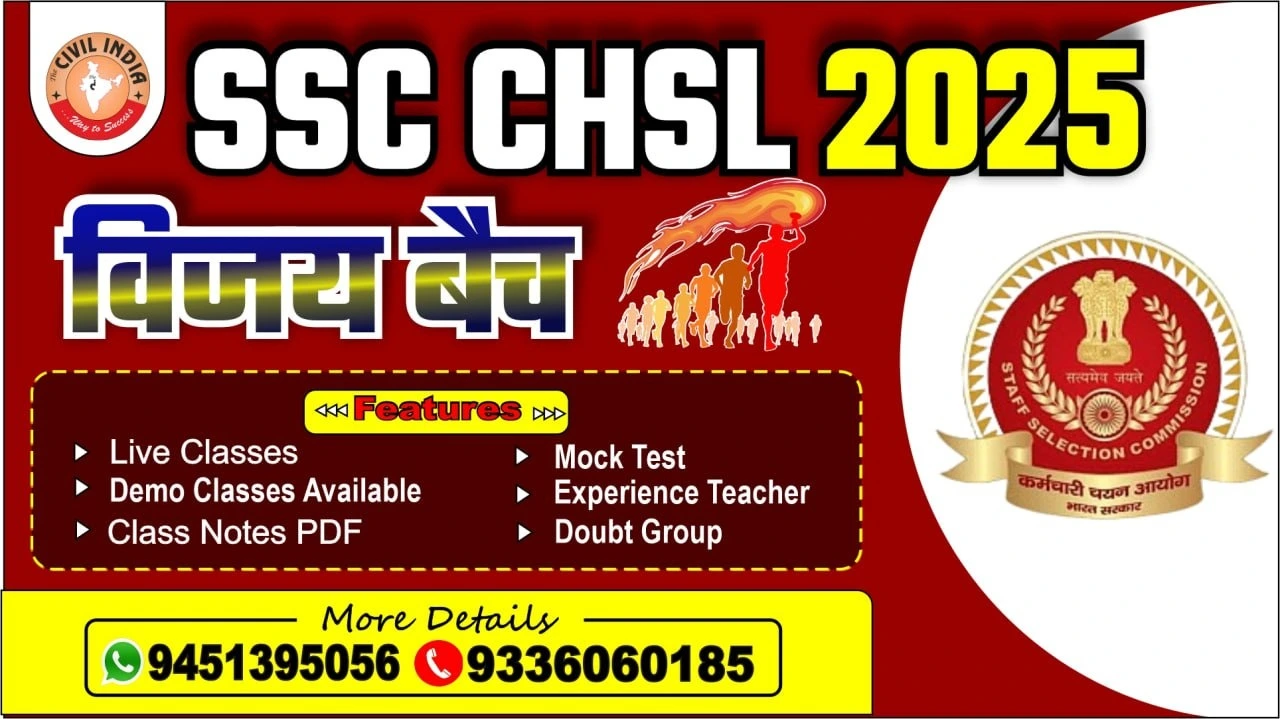 The CIVIL INDIA
...Way to Success
SSC CHSL 2025
विजय बैच
Features
Live Classes
Demo Classes Available
Class Notes PDF
Mock Test
Experience Teacher
Doubt Group
More Details
9451395056 9336060185
सत्यमेव जयते
STAFF SELECTION COMMISSION
कर्मचारी चयन आयोग
भारत सरकार